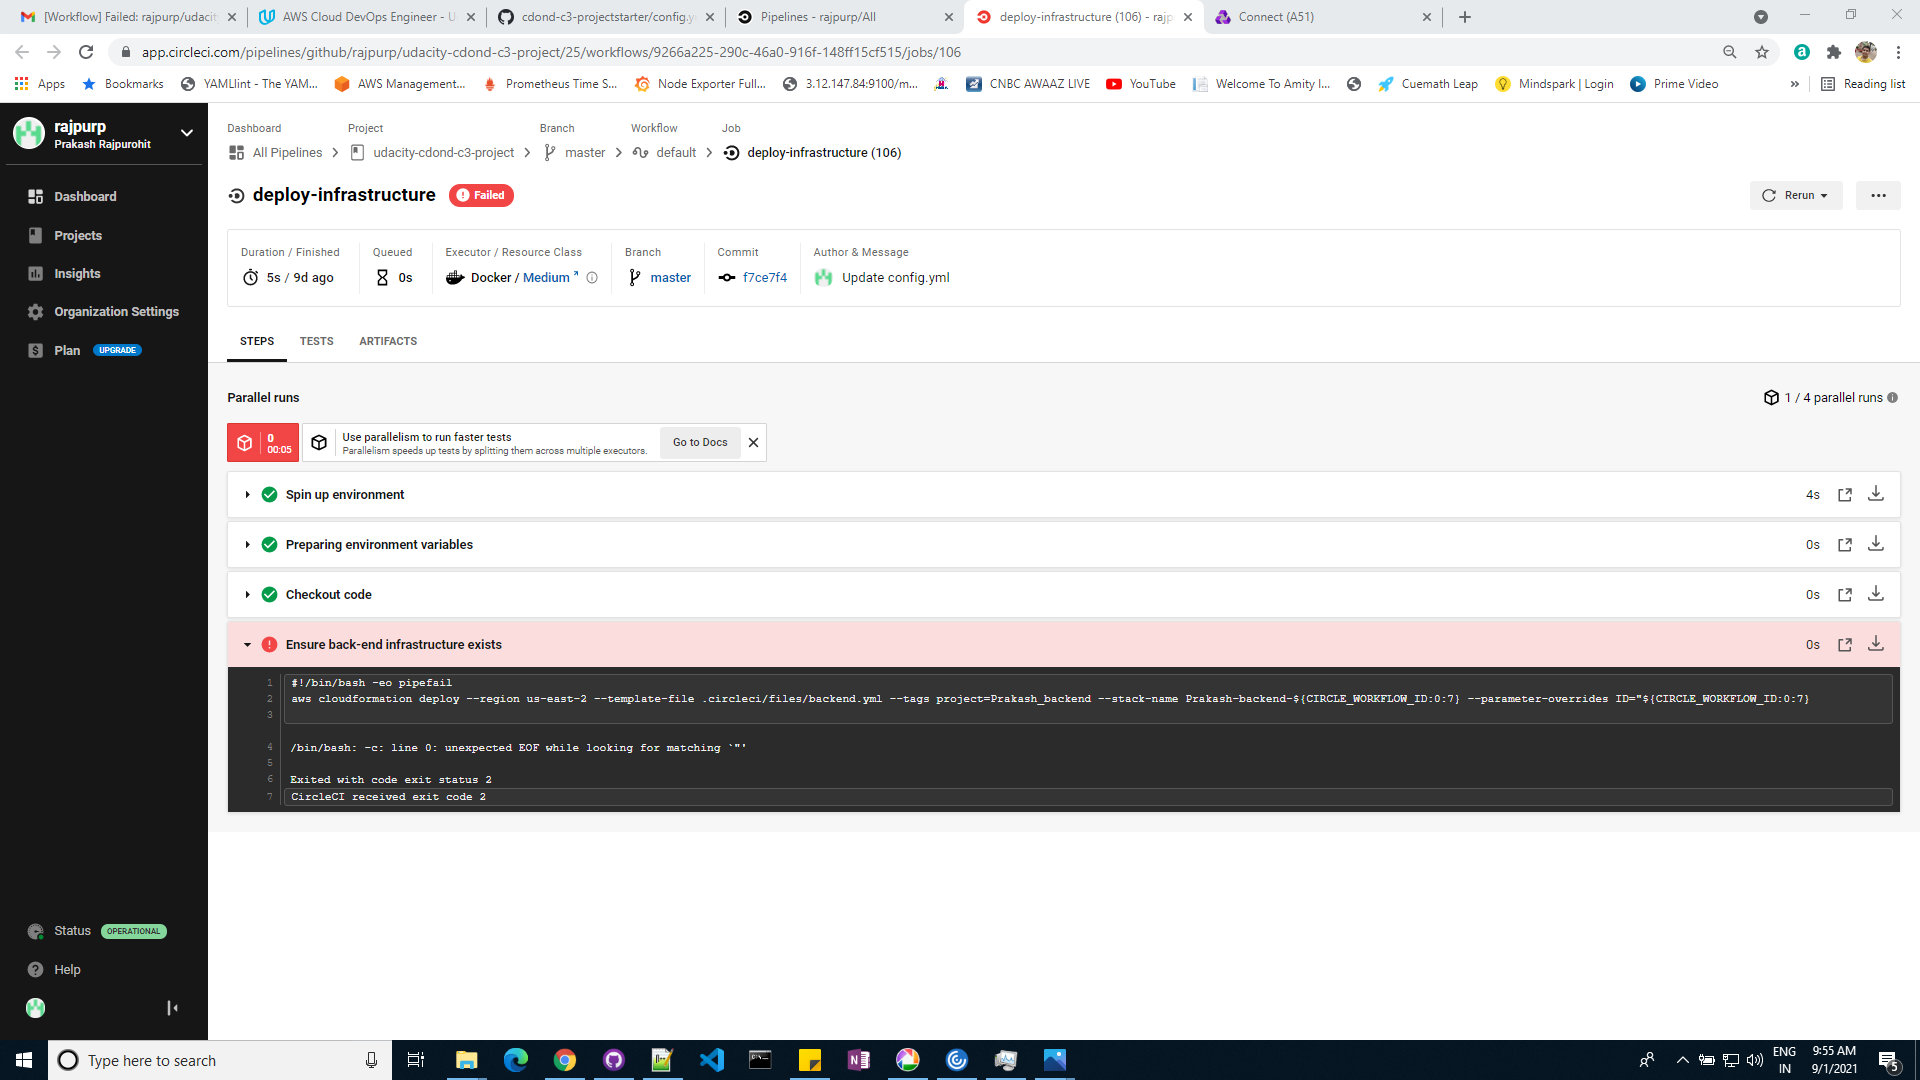 [Workflow] Failed: rajpurp/udaci
AWS Cloud DevOps Engineer - U
cdond-c3-projectstarter/config.y
Pipelines - rajpurp/All
deploy-infrastructure (106) - rajp
Connect (A51)
app.circleci.com/pipelines/github/rajpurp/udacity-cdond-c3-project/25/workflows/9266a225-290c-46a0-916f-148ff15cf515/jobs/106
Apps
Bookmarks
YAMLlint - The YAM...
AWS Management...
Prometheus Time S...
Node Exporter Full...
3.12.147.84:9100/m...
CNBC AWAAZ LIVE
YouTube
Welcome To Amity I...
Cuemath Leap
Mindspark | Login
Prime Video
»
Reading list
rajpurp
Prakash Rajpurohit
Dashboard
Projects
Insights
Organization Settings
Plan UPGRADE
Status OPERATIONAL
Help
Dashboard Project Branch Workflow Job
All Pipelines > udacity-cdond-c3-project > master > default > deploy-infrastructure (106)
deploy-infrastructure Failed
Rerun
Duration / Finished
5s / 9d ago
Queued
0s
Executor / Resource Class
Docker / Medium
Branch
master
Commit
f7ce7f4
Author & Message
Update config.yml
STEPS TESTS ARTIFACTS
Parallel runs
1 / 4 parallel runs
0
00:05
Use parallelism to run faster tests
Parallelism speeds up tests by splitting them across multiple executors.
Go to Docs
Spin up environment 4s
Preparing environment variables 0s
Checkout code 0s
Ensure back-end infrastructure exists 0s
1 #!/bin/bash -eo pipefail
2 aws cloudformation deploy --region us-east-2 --template-file .circleci/files/backend.yml --tags project=Prakash_backend --stack-name Prakash-backend-${CIRCLE_WORKFLOW_ID:0:7} --parameter-overrides ID="${CIRCLE_WORKFLOW_ID:0:7}
3
4 /bin/bash: -c: line 0: unexpected EOF while looking for matching `"'
5
6 Exited with code exit status 2
7 CircleCI received exit code 2
Type here to search
ENG
IN
9:55 AM
9/1/2021
5